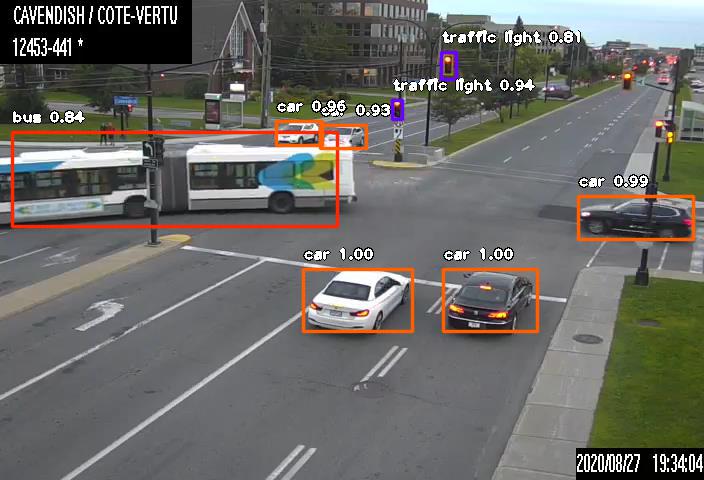 CAVENDISH / COTE-VERTU
12453-441 *
traffic light 0.81
traffic light 0.94
car 0.96
car 0.93
bus 0.84
car 0.99
car 1.00
car 1.00
2020/08/27 19:34:04